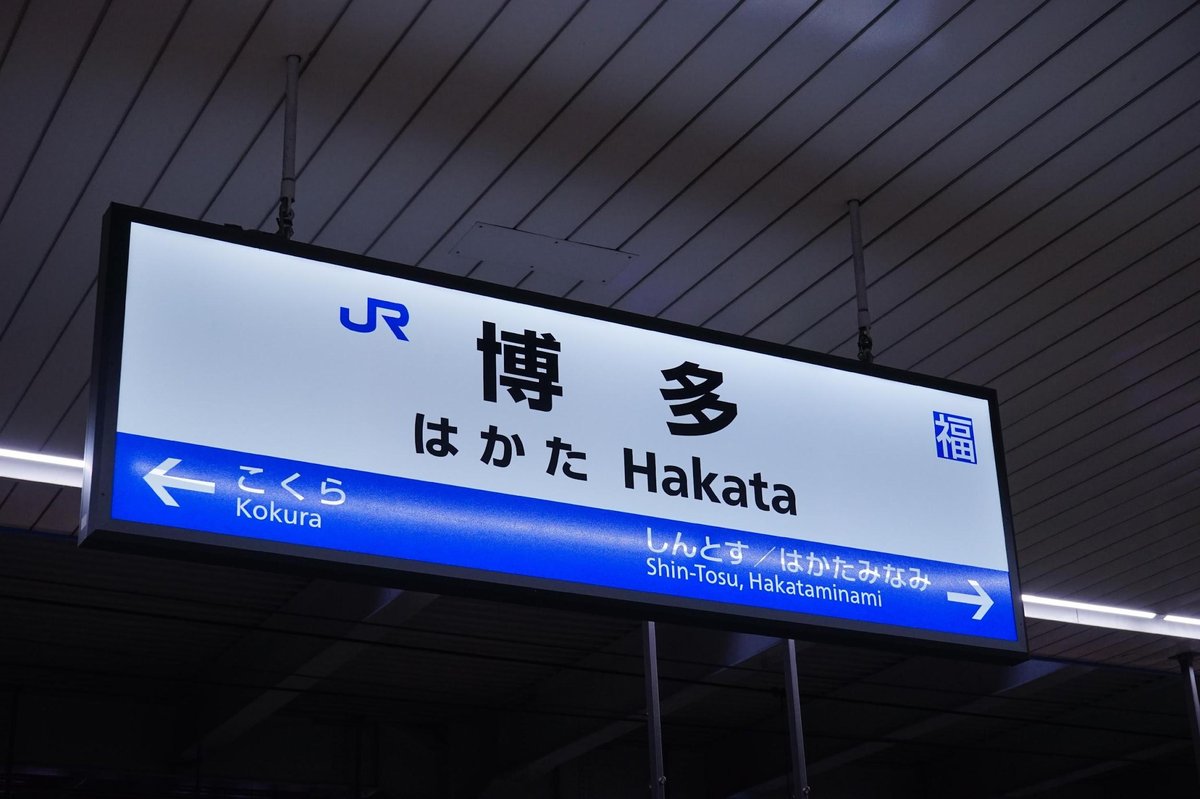 JR 博多 福
はかた Hakata
← こくら
Kokura
しんとす／はかたみなみ →
Shin-Tosu, Hakataminami